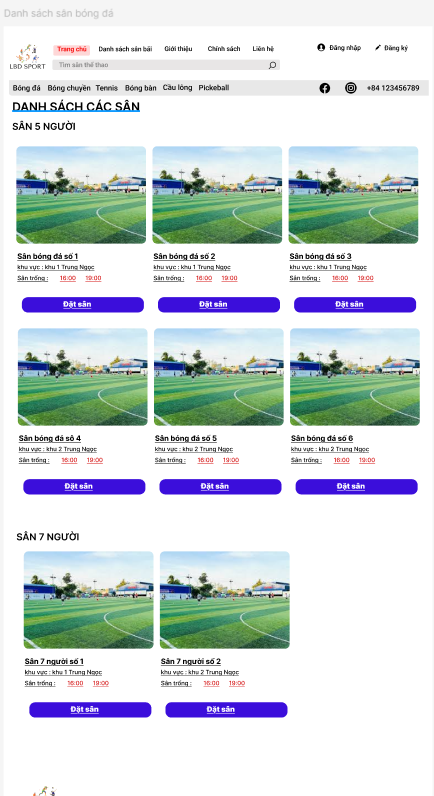 Danh sách sân bóng đá
Trang chủ Danh sách sân bãi Giới thiệu Chính sách Liên hệ Đăng nhập Đăng ký
LBD SPORT
Tìm sân thể thao
Bóng đá Bóng chuyền Tennis Bóng bàn Cầu lông Pickeball +84 123456789
DANH SÁCH CÁC SÂN
SÂN 5 NGƯỜI
Sân bóng đá số 1 Sân bóng đá số 2 Sân bóng đá số 3
khu vực : khu 1 Trung Ngọc khu vực : khu 1 Trung Ngọc khu vực : khu 1 Trung Ngọc
Sân trống : 16:00 19:00 Sân trống : 16:00 19:00 Sân trống : 16:00 19:00
Đặt sân Đặt sân Đặt sân
Sân bóng đá số 4 Sân bóng đá số 5 Sân bóng đá số 6
khu vực : khu 2 Trung Ngọc khu vực : khu 2 Trung Ngọc khu vực : khu 2 Trung Ngọc
Sân trống : 16:00 19:00 Sân trống : 16:00 19:00 Sân trống : 16:00 19:00
Đặt sân Đặt sân Đặt sân
SÂN 7 NGƯỜI
Sân 7 người số 1 Sân 7 người số 2
khu vực : khu 1 Trung Ngọc khu vực : khu 2 Trung Ngọc
Sân trống : 16:00 19:00 Sân trống : 16:00 19:00
Đặt sân Đặt sân